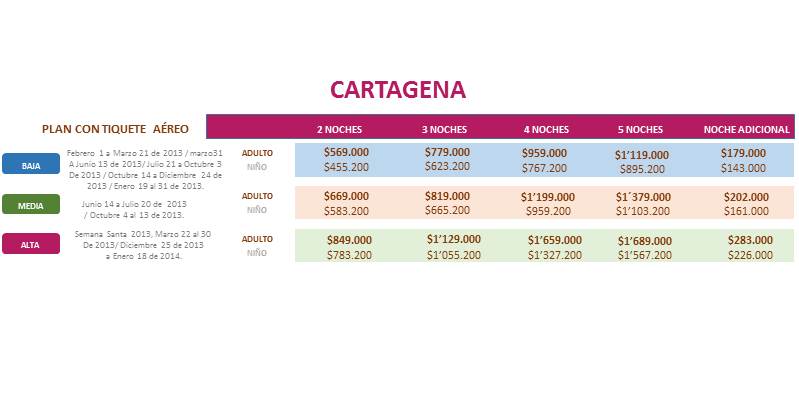 CARTAGENA
PLAN CON TIQUETE AÉREO
2 NOCHES 3 NOCHES 4 NOCHES 5 NOCHES NOCHE ADICIONAL
BAJA
Febrero 1 a Marzo 21 de 2013 / marzo31
A Junio 13 de 2013/ Julio 21 a Octubre 3
De 2013 / Octubre 14 a Diciembre 24 de
2013 / Enero 19 al 31 de 2013.
ADULTO $569.000 $779.000 $959.000 $1'119.000 $179.000
NIÑO $455.200 $623.200 $767.200 $895.200 $143.000
MEDIA
Junio 14 a Julio 20 de 2013
/ Octubre 4 al 13 de 2013.
ADULTO $669.000 $819.000 $1'199.000 $1´379.000 $202.000
NIÑO $583.200 $665.200 $959.200 $1'103.200 $161.000
ALTA
Semana Santa 2013, Marzo 22 al 30
De 2013/ Diciembre 25 de 2013
a Enero 18 de 2014.
ADULTO $849.000 $1'129.000 $1'659.000 $1'689.000 $283.000
NIÑO $783.200 $1'055.200 $1'327.200 $1'567.200 $226.000